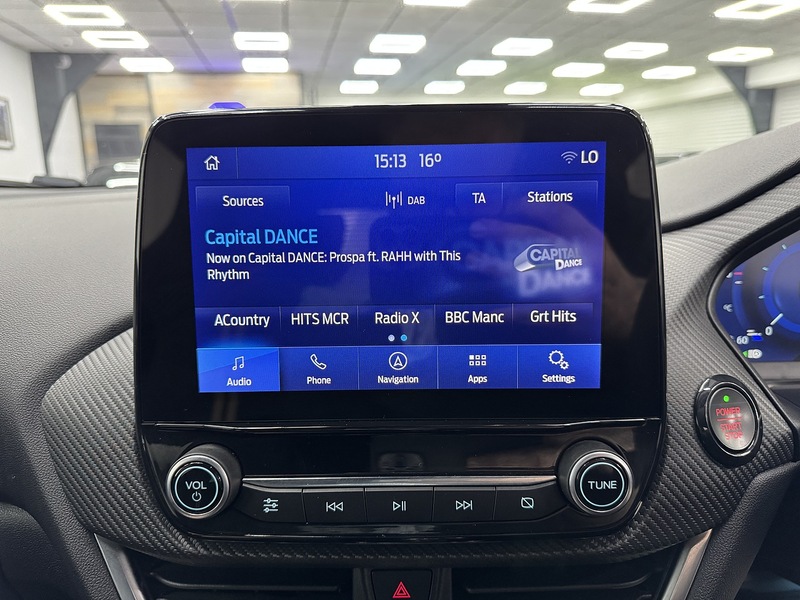 15:13 16°
LO
Sources
DAB
TA
Stations
Capital DANCE
Now on Capital DANCE: Prospa ft. RAHH with This
Rhythm
CAPITAL
DANCE
ACountry
HITS MCR
Radio X
BBC Manc
Grt Hits
Audio
Phone
Navigation
Apps
Settings
VOL
TUNE
POWER
START
STOP
0
60